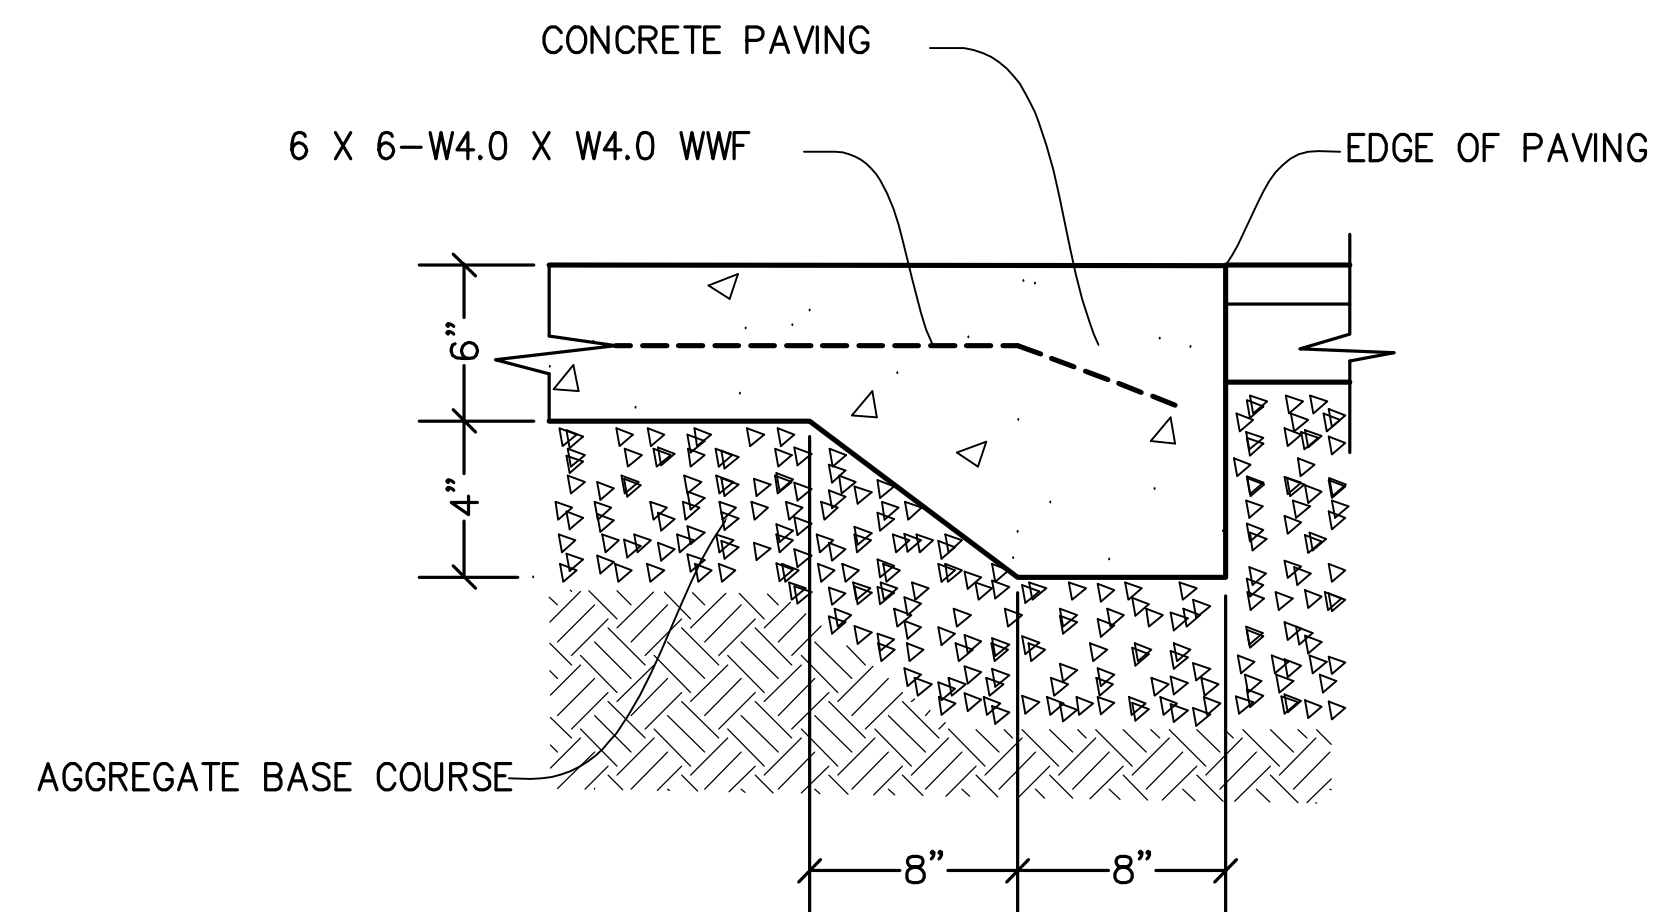 CONCRETE PAVING
6 X 6-W4.0 X W4.0 WWF
EDGE OF PAVING
6"
4"
AGGREGATE BASE COURSE
8"
8"